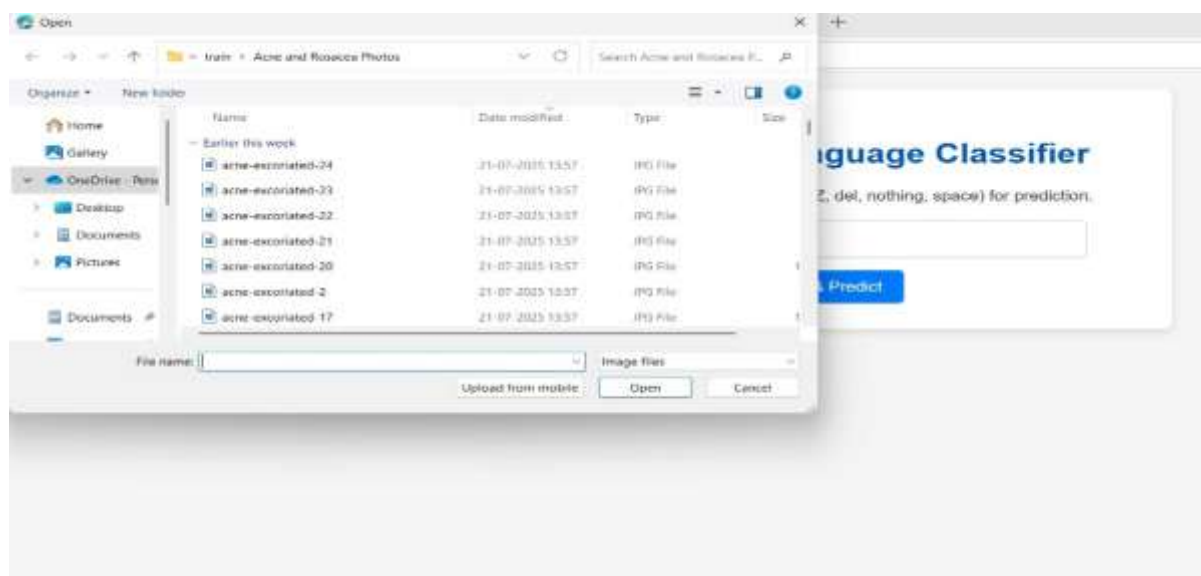 Open
train > Acne and Rosacea Photos
Search Acne and Rosacea P...
Organize
New folder
Home
Gallery
OneDrive - Pers
Desktop
Documents
Pictures
Documents
Name Date modified Type Size
Earlier this week
acne-excoriated-24 21-07-2025 13:57 JPG File
acne-excoriated-23 21-07-2025 13:57 JPG File
acne-excoriated-22 21-07-2025 13:57 JPG File
acne-excoriated-21 21-07-2025 13:57 JPG File
acne-excoriated-20 21-07-2025 13:57 JPG File
acne-excoriated-2 21-07-2025 13:57 JPG File
acne-excoriated-17 21-07-2025 13:57 JPG File
File name:
Image files
Upload from mobile
Open
Cancel
nguage Classifier
Z, del, nothing, space) for prediction.
& Predict